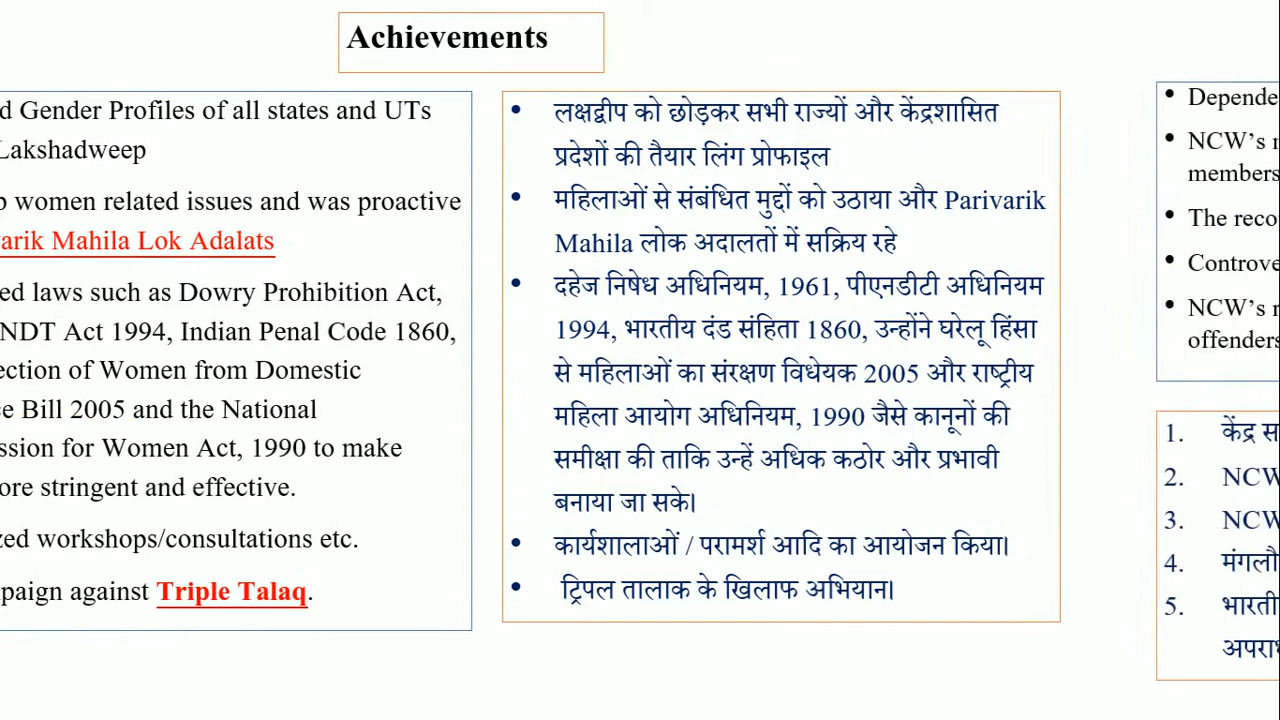 Achievements
d Gender Profiles of all states and UTs
Lakshadweep
women related issues and was proactive
arik Mahila Lok Adalats
ed laws such as Dowry Prohibition Act,
NDT Act 1994, Indian Penal Code 1860,
ection of Women from Domestic
e Bill 2005 and the National
ssion for Women Act, 1990 to make
ore stringent and effective.
zed workshops/consultations etc.
paign against Triple Talaq.
• लक्षद्वीप को छोड़कर सभी राज्यों और केंद्रशासित
प्रदेशों की तैयार लिंग प्रोफाइल
• महिलाओं से संबंधित मुद्दों को उठाया और Parivarik
Mahila लोक अदालतों में सक्रिय रहे
• दहेज निषेध अधिनियम, 1961, पीएनडीटी अधिनियम
1994, भारतीय दंड संहिता 1860, उन्होंने घरेलू हिंसा
से महिलाओं का संरक्षण विधेयक 2005 और राष्ट्रीय
महिला आयोग अधिनियम, 1990 जैसे कानूनों की
समीक्षा की ताकि उन्हें अधिक कठोर और प्रभावी
बनाया जा सके।
• कार्यशालाओं / परामर्श आदि का आयोजन किया।
• ट्रिपल तालाक के खिलाफ अभियान।
• Depende
• NCW's
members
• The reco
• Controve
• NCW's
offenders
1. केंद्र स
2. NCW
3. NCW
4. मंगलौ
5. भारती
अपराध